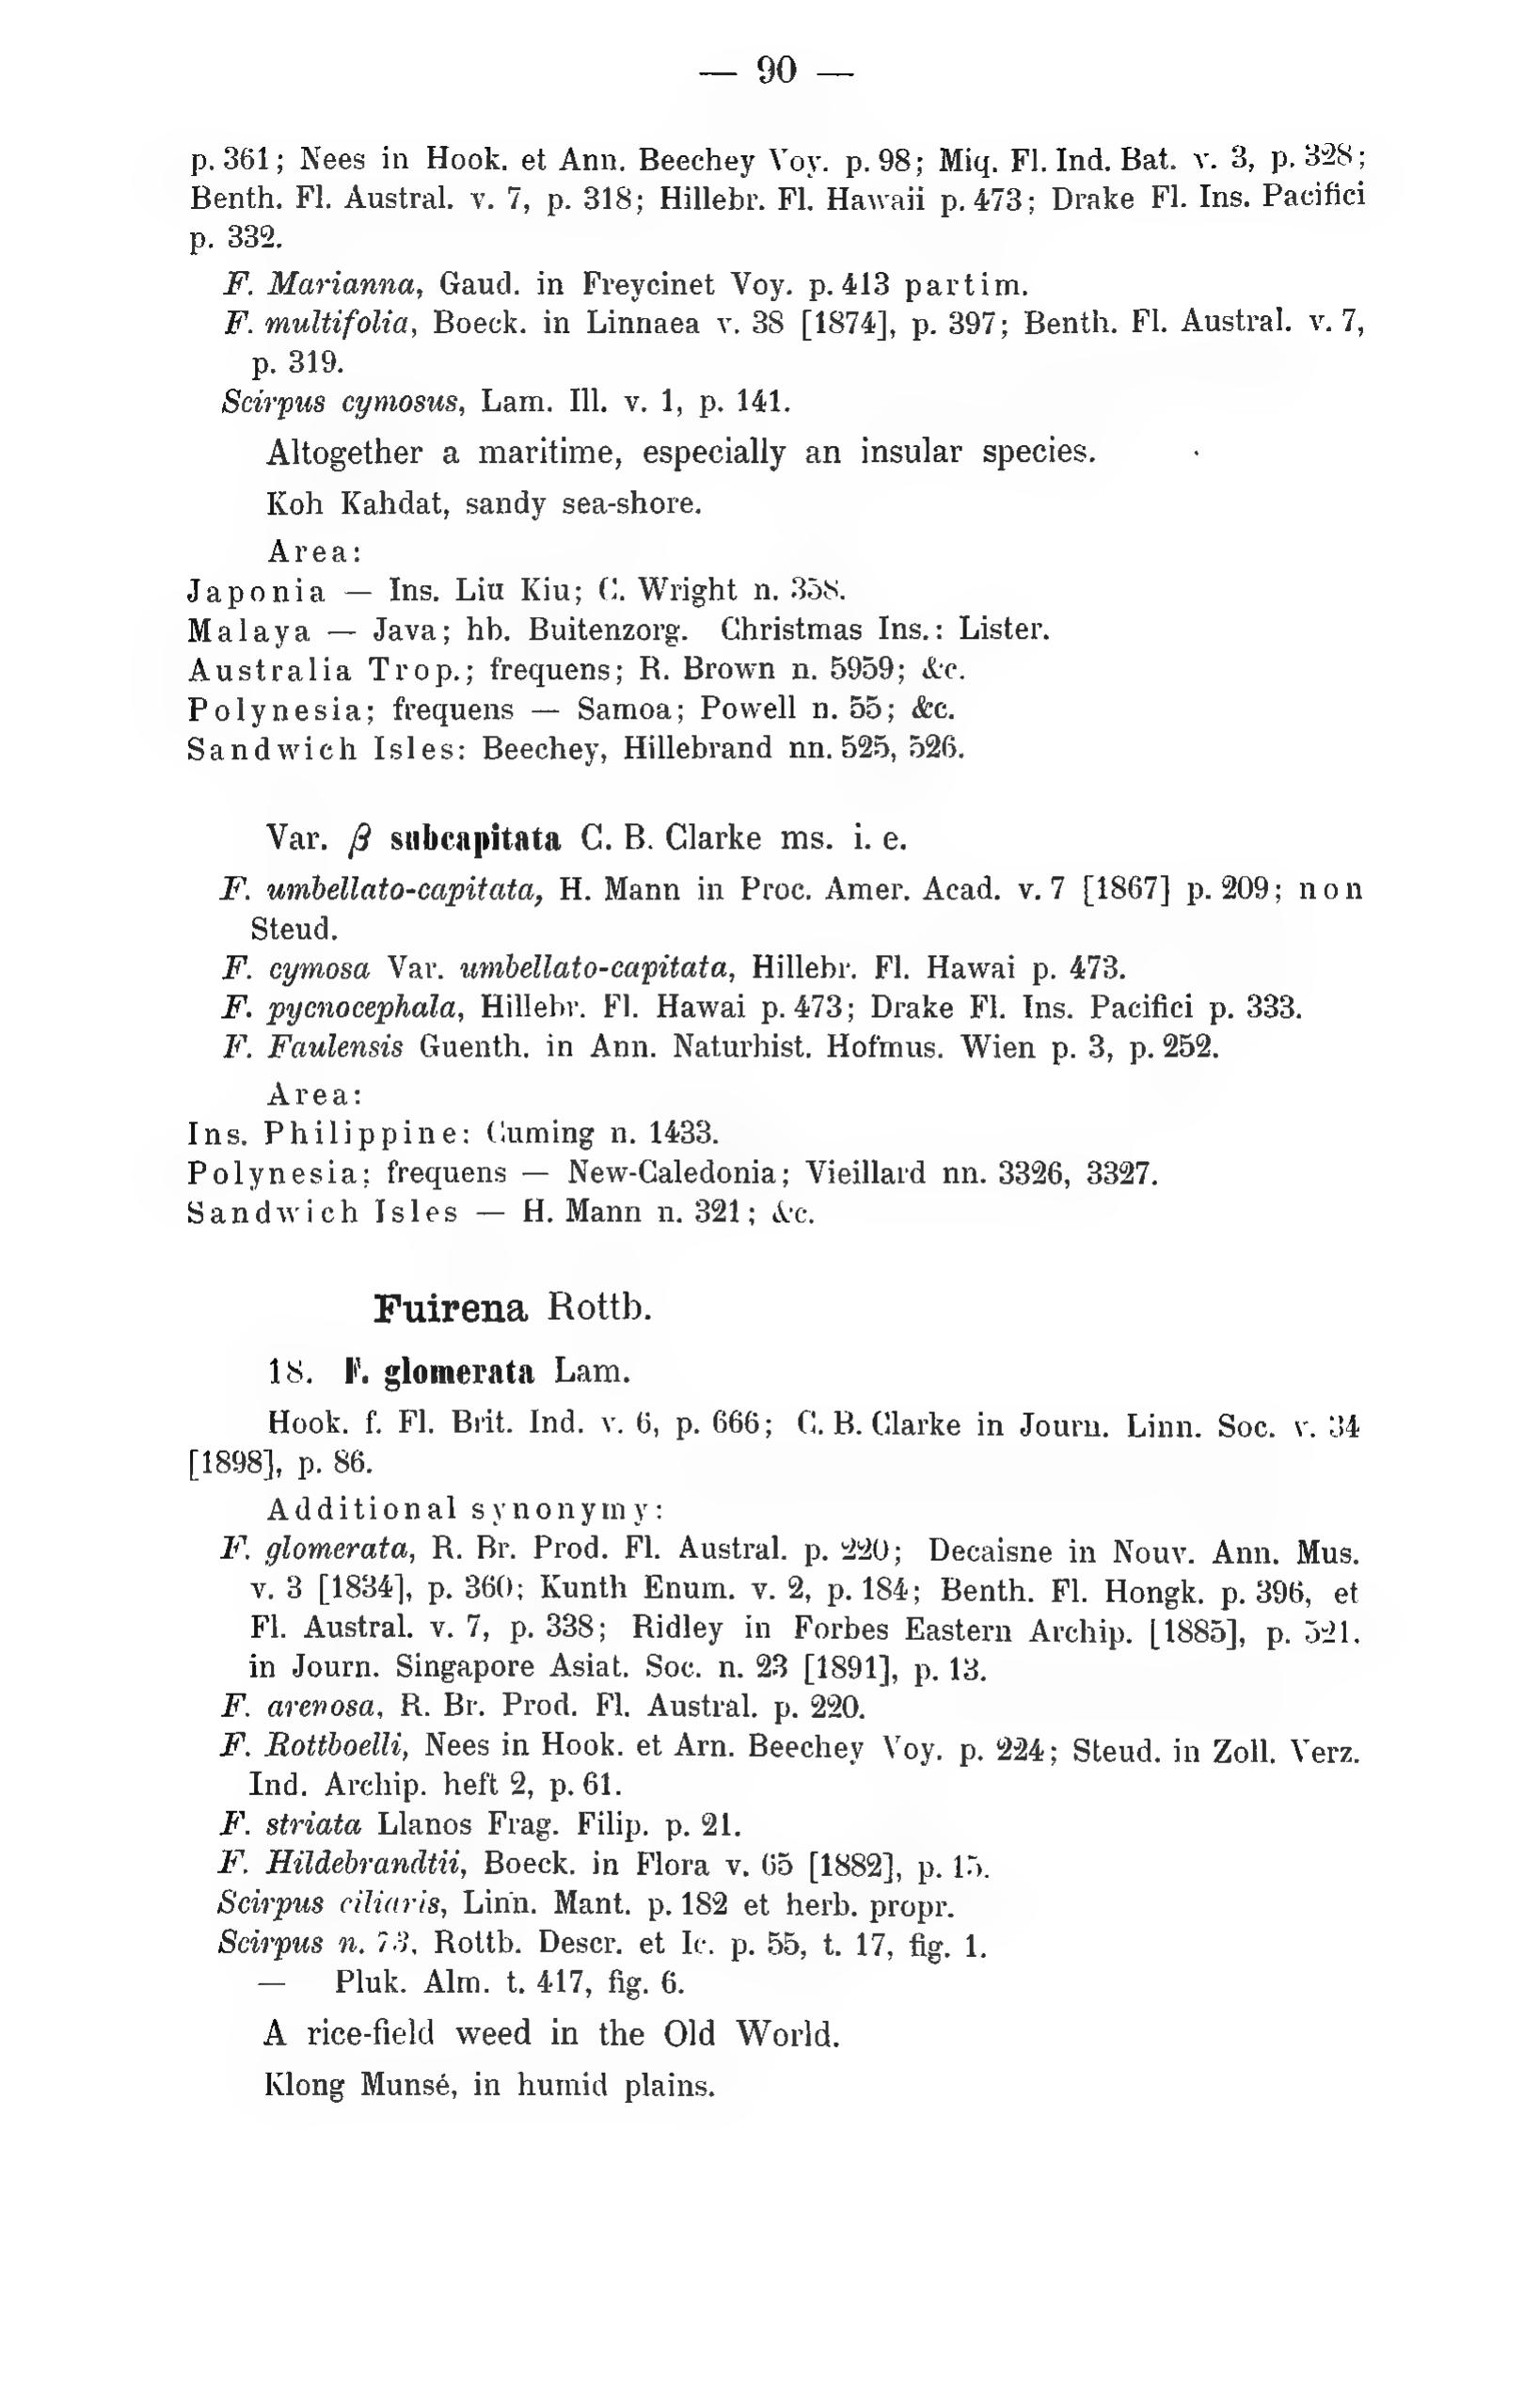 — 90 —
p. 361; Nees in Hook. et Ann. Beechey Voy. p. 98; Miq. Fl. Ind. Bat. v. 3, p. 328;
Benth. Fl. Austral. v. 7, p. 318; Hillebr. Fl. Hawaii p. 473; Drake Fl. Ins. Pacifici
p. 332.
F. Marianna, Gaud. in Freycinet Voy. p. 413 partim.
F. multifolia, Boeck. in Linnaea v. 38 [1874], p. 397; Benth. Fl. Austral. v. 7,
p. 319.
Scirpus cymosus, Lam. Ill. v. 1, p. 141.
Altogether a maritime, especially an insular species.
Koh Kahdat, sandy sea-shore.
Area:
Japonia — Ins. Liu Kiu; C. Wright n. 358.
Malaya — Java; hb. Buitenzorg. Christmas Ins.: Lister.
Australia Trop.; frequens; R. Brown n. 5959; &c.
Polynesia; frequens — Samoa; Powell n. 55; &c.
Sandwich Isles: Beechey, Hillebrand nn. 525, 526.
Var. β subcapitata C. B. Clarke ms. i. e.
F. umbellato-capitata, H. Mann in Proc. Amer. Acad. v. 7 [1867] p. 209; non
Steud.
F. cymosa Var. umbellato-capitata, Hillebr. Fl. Hawai p. 473.
F. pycnocephala, Hillebr. Fl. Hawai p. 473; Drake Fl. Ins. Pacifici p. 333.
F. Faulensis Guenth. in Ann. Naturhist. Hofmus. Wien p. 3, p. 252.
Area:
Ins. Philippine: Cuming n. 1433.
Polynesia; frequens — New-Caledonia; Vieillard nn. 3326, 3327.
Sandwich Isles — H. Mann n. 321; &c.
Fuirena Rottb.
18. F. glomerata Lam.
Hook. f. Fl. Brit. Ind. v. 6, p. 666; C. B. Clarke in Journ. Linn. Soc. v. 34
[1898], p. 86.
Additional synonymy:
F. glomerata, R. Br. Prod. Fl. Austral. p. 220; Decaisne in Nouv. Ann. Mus.
v. 3 [1834], p. 360; Kunth Enum. v. 2, p. 184; Benth. Fl. Hongk. p. 396, et
Fl. Austral. v. 7, p. 338; Ridley in Forbes Eastern Archip. [1885], p. 521.
in Journ. Singapore Asiat. Soc. n. 23 [1891], p. 13.
F. arenosa, R. Br. Prod. Fl. Austral. p. 220.
F. Rottboelli, Nees in Hook. et Arn. Beechey Voy. p. 224; Steud. in Zoll. Verz.
Ind. Archip. heft 2, p. 61.
F. striata Llanos Frag. Filip. p. 21.
F. Hildebrandtii, Boeck. in Flora v. 65 [1882], p. 15.
Scirpus ciliaris, Linn. Mant. p. 182 et herb. propr.
Scirpus n. 73, Rottb. Descr. et Ic. p. 55, t. 17, fig. 1.
— Pluk. Alm. t. 417, fig. 6.
A rice-field weed in the Old World.
Klong Munsé, in humid plains.